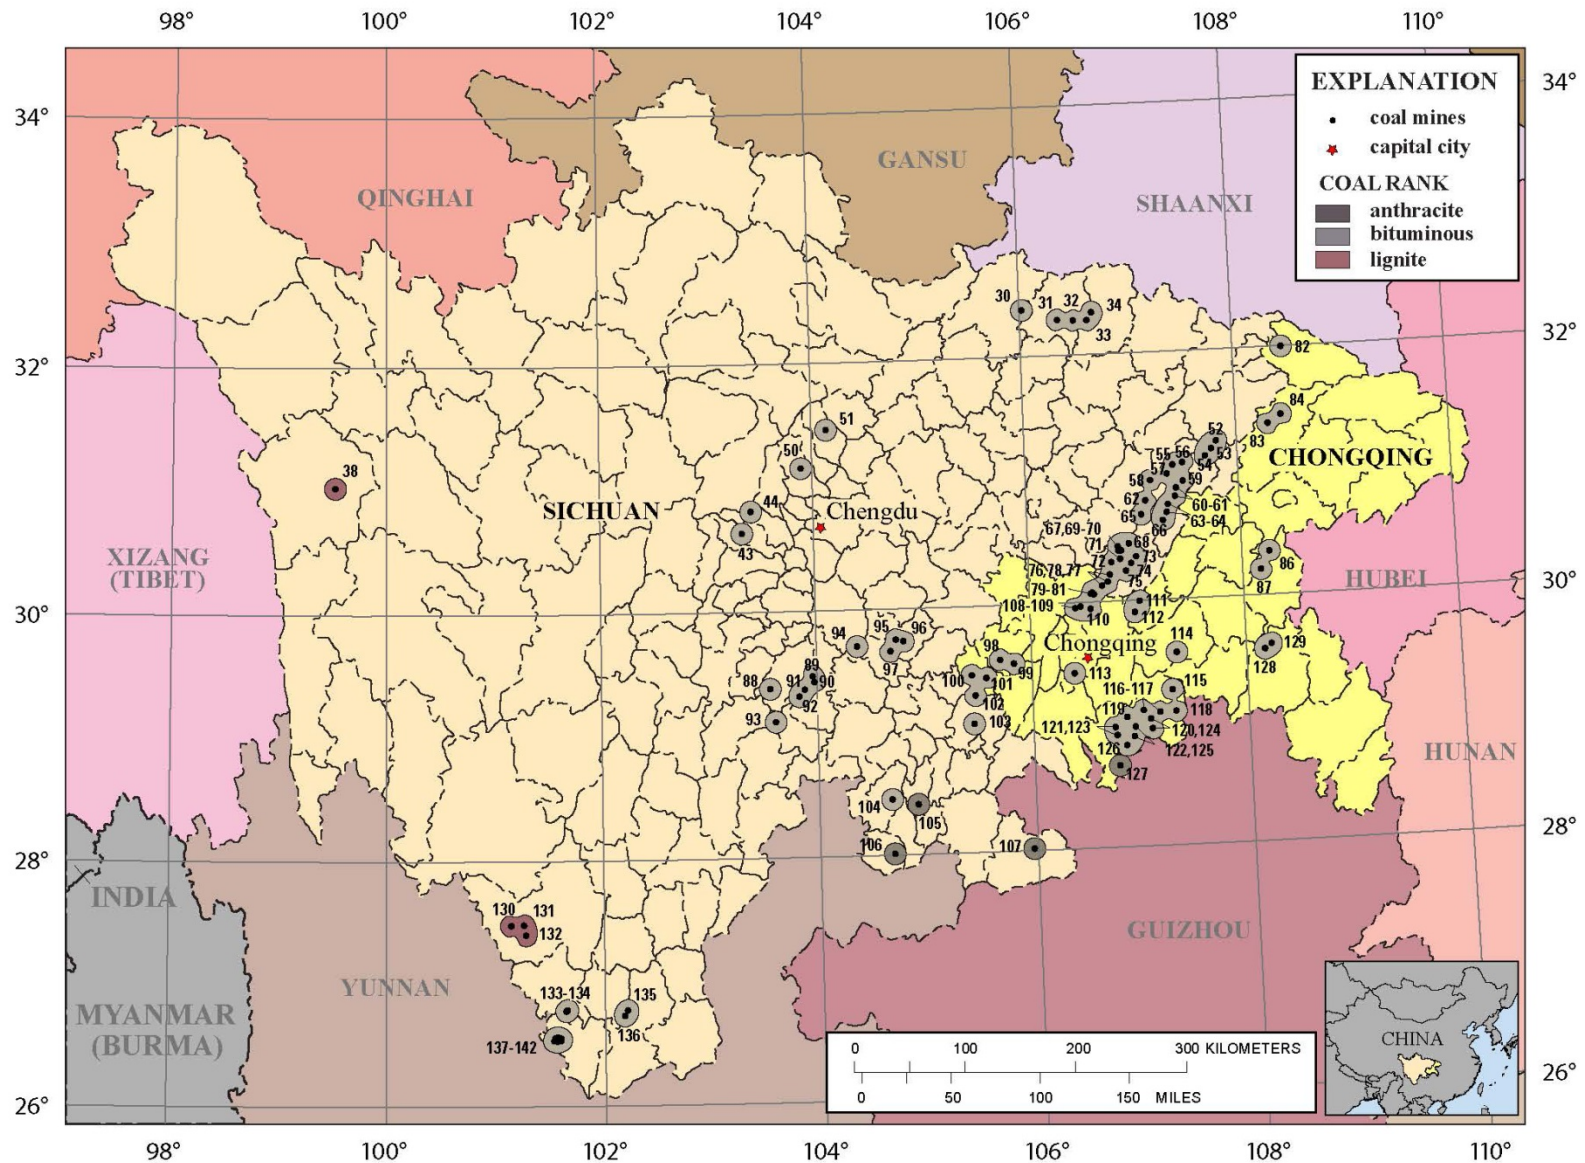 98° 100° 102° 104° 106° 108° 110°
EXPLANATION
coal mines
capital city
COAL RANK
anthracite
bituminous
lignite
34° 34°
GANSU
QINGHAI
SHAANXI
30 31 32 34
33
32° 32°
82
84
83
51
52
50
55 56
53
54
57
58
59
CHONGQING
38
62
44
SICHUAN
Chengdu
60-61
65
63-64
43
66
67,69-70
68
71
XIZANG
(TIBET)
72 73
86
76,78,77
74
87
HUBEI
75
79-81
30° 30°
108-109
111
110
112
94 95 96
Chongqing
114
129
98
97
99
113
128
89
88 91 90
100
101
115
116-117
92
102
93
103
119
118
121,123
120,124
126
122,125
HUNAN
127
104
105
28° 28°
106
107
INDIA
130 131
132
GUIZHOU
YUNNAN
133-134 135
MYANMAR
(BURMA)
136
137-142
0 100 200 300 KILOMETERS
0 50 100 150 MILES
CHINA
26° 26°
98° 100° 102° 104° 106° 108° 110°